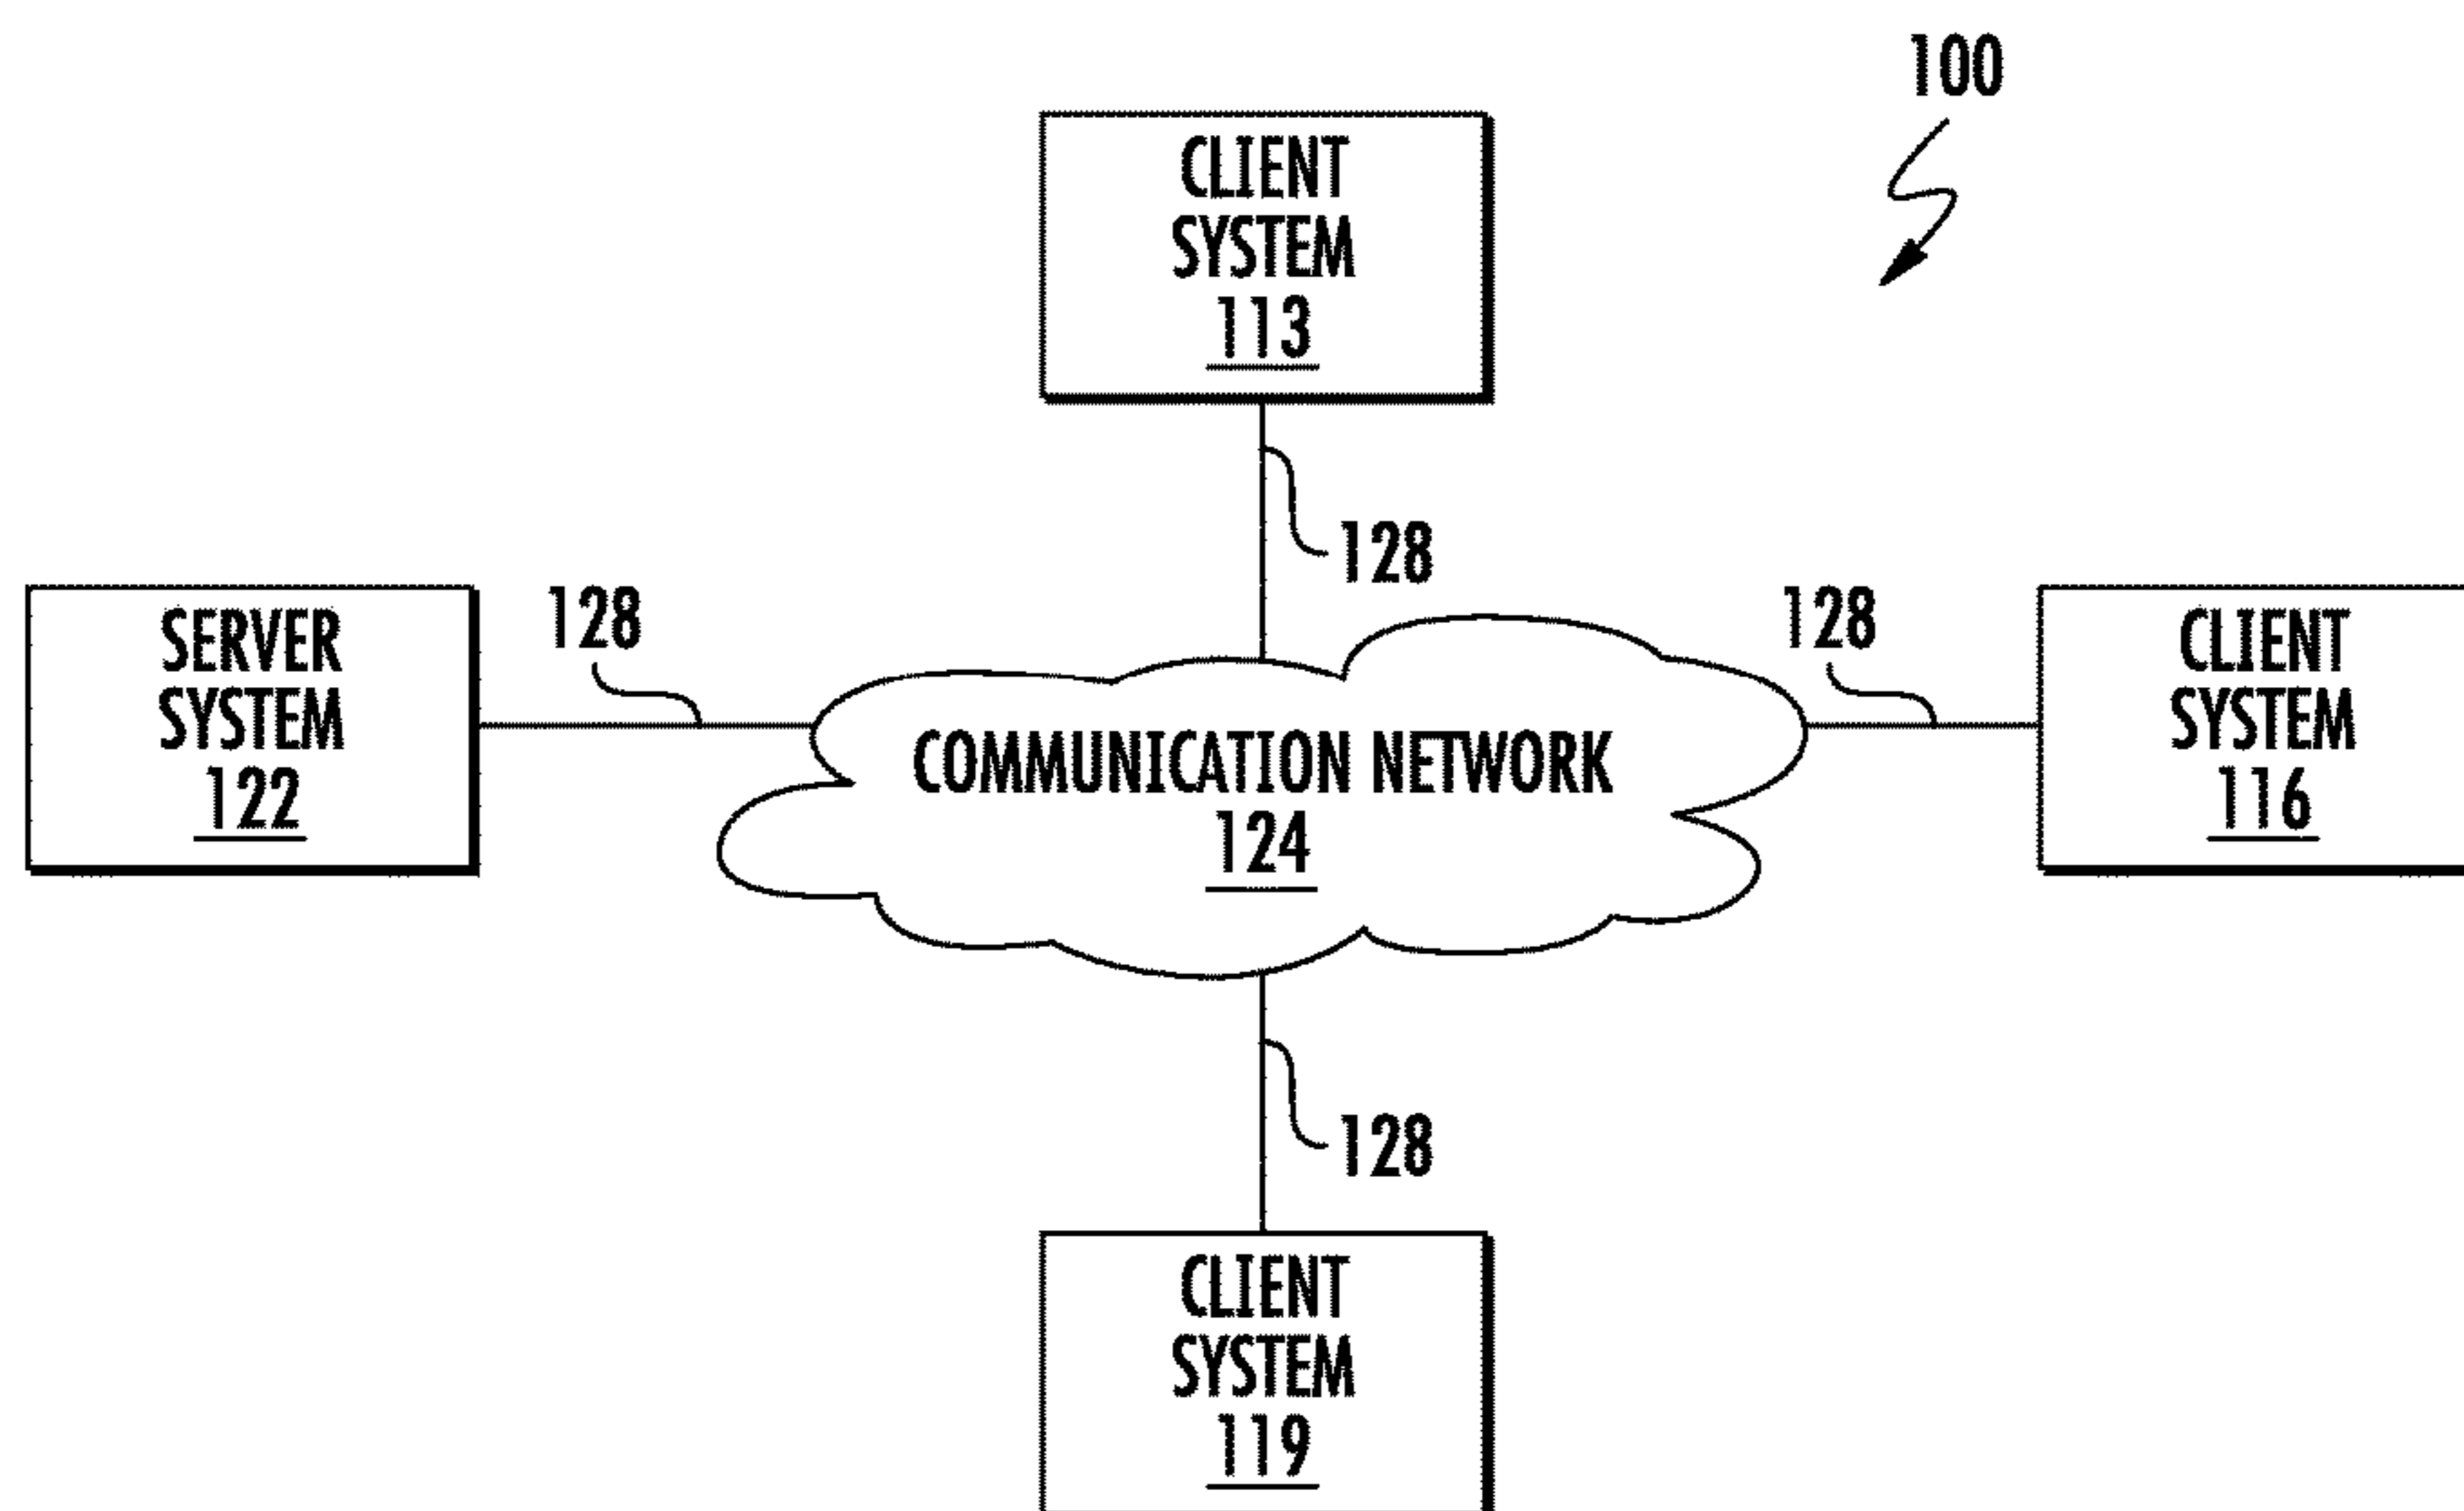 100
CLIENT
SYSTEM
113
128
SERVER
SYSTEM
122
128
COMMUNICATION NETWORK
124
128
CLIENT
SYSTEM
116
128
CLIENT
SYSTEM
119